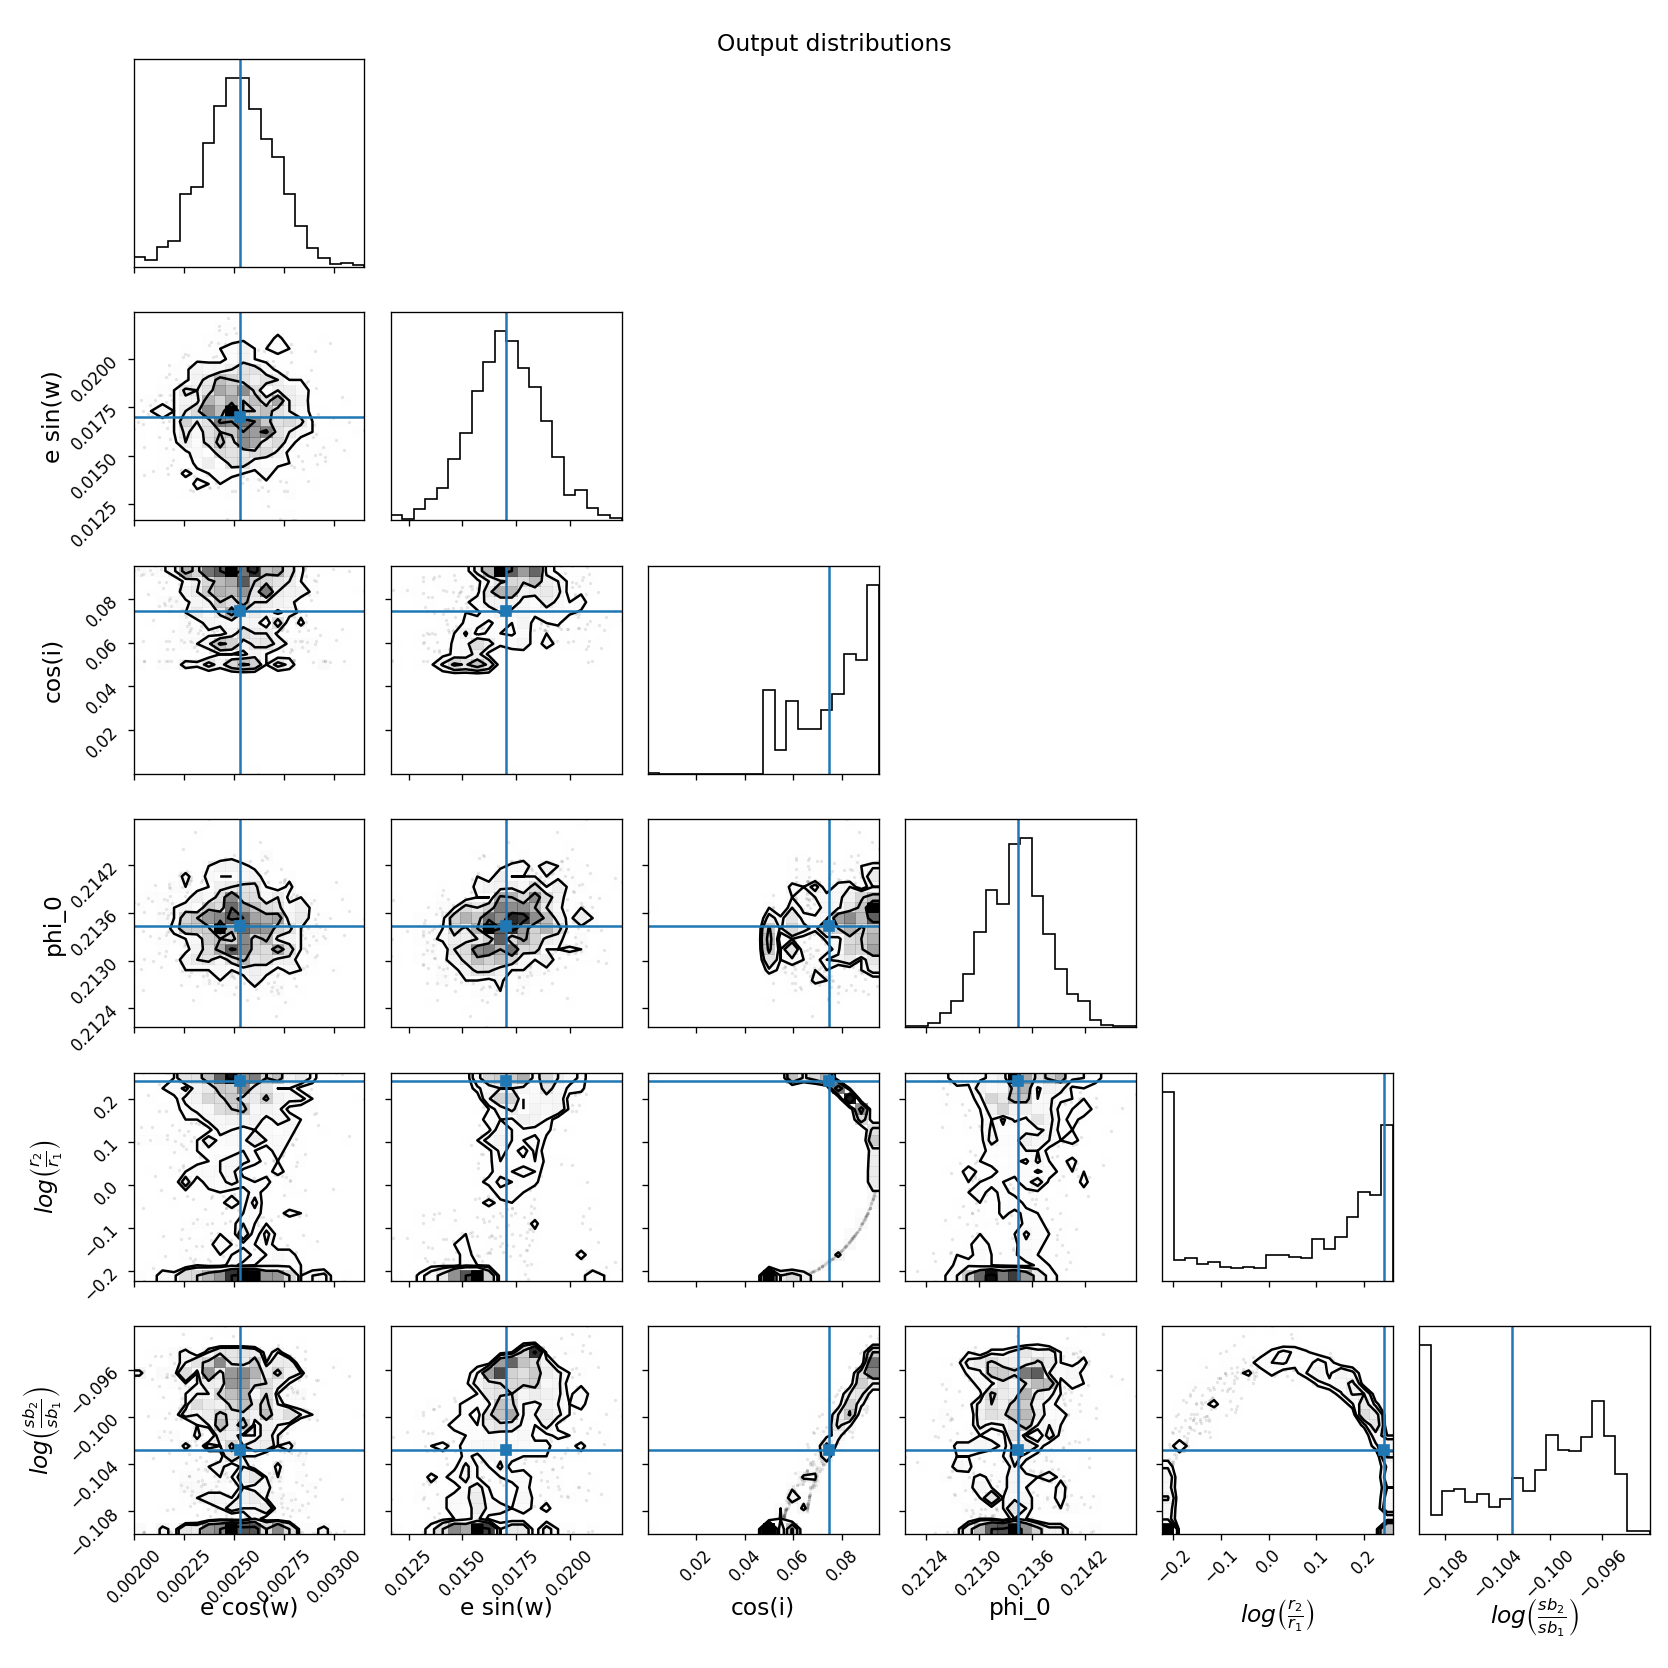 Output distributions
e sin(w)
0.0200
0.0175
0.0150
0.0125
cos(i)
0.08
0.06
0.04
0.02
phi_0
0.2142
0.2136
0.2130
0.2124
log(r₂/r₁)
0.2
0.1
0.0
−0.1
−0.2
log(sb₂/sb₁)
−0.096
−0.100
−0.104
−0.108
0.00200 0.00225 0.00250 0.00275 0.00300 0.0125 0.0150 0.0175 0.0200 0.02 0.04 0.06 0.08 0.2124 0.2130 0.2136 0.2142 −0.2 −0.1 0.0 0.1 0.2 −0.108 −0.104 −0.100 −0.096
e cos(w) e sin(w) cos(i) phi_0 log(r₂/r₁) log(sb₂/sb₁)